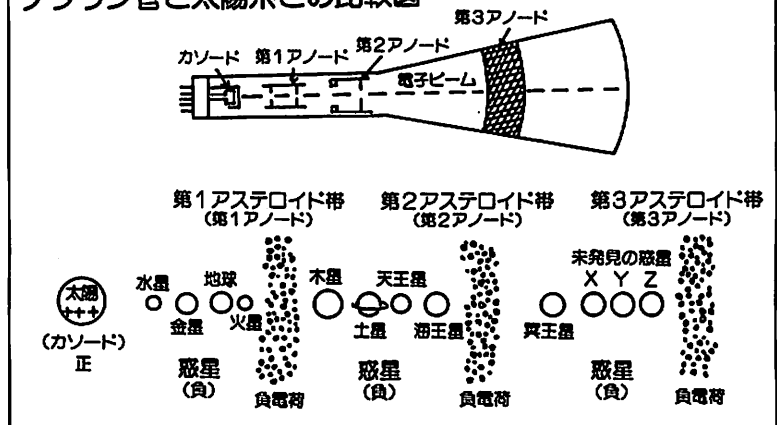 ブラウン管と太陽系との比較図
第3アノード
第2アノード
カソード 第1アノード
電子ビーム
第1アステロイド帯 第2アステロイド帯 第3アステロイド帯
(第1アノード) (第2アノード) (第3アノード)
未発見の惑星
水星 地球 木星 天王星 X Y Z
太陽
+++
金星 火星 土星 海王星 冥王星
(カソード)
正
惑星 惑星 惑星
(負) (負) (負)
負電荷 負電荷 負電荷